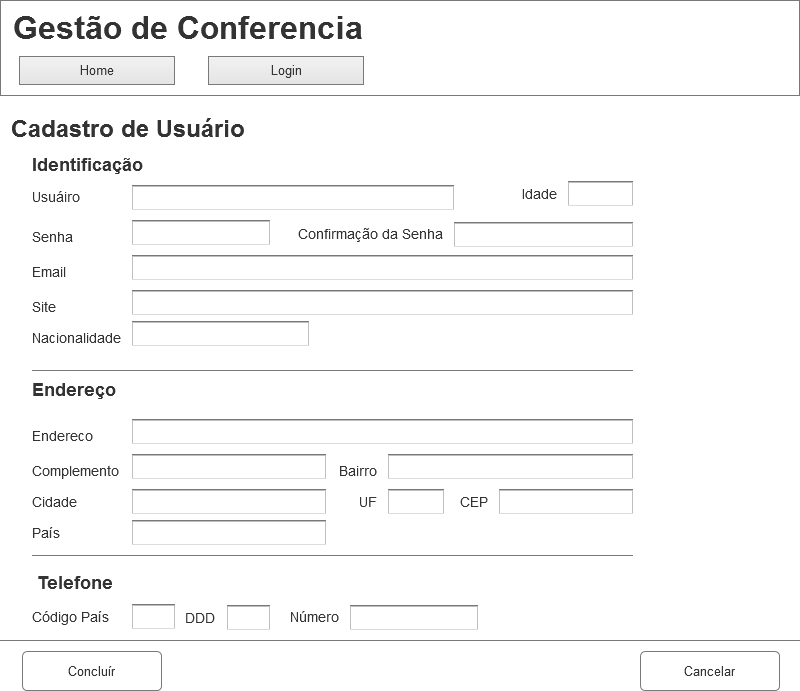 Gestão de Conferencia
Home Login
Cadastro de Usuário
Identificação
Usuáiro Idade
Senha Confirmação da Senha
Email
Site
Nacionalidade
Endereço
Endereco
Complemento Bairro
Cidade UF CEP
País
Telefone
Código País DDD Número
Concluír Cancelar